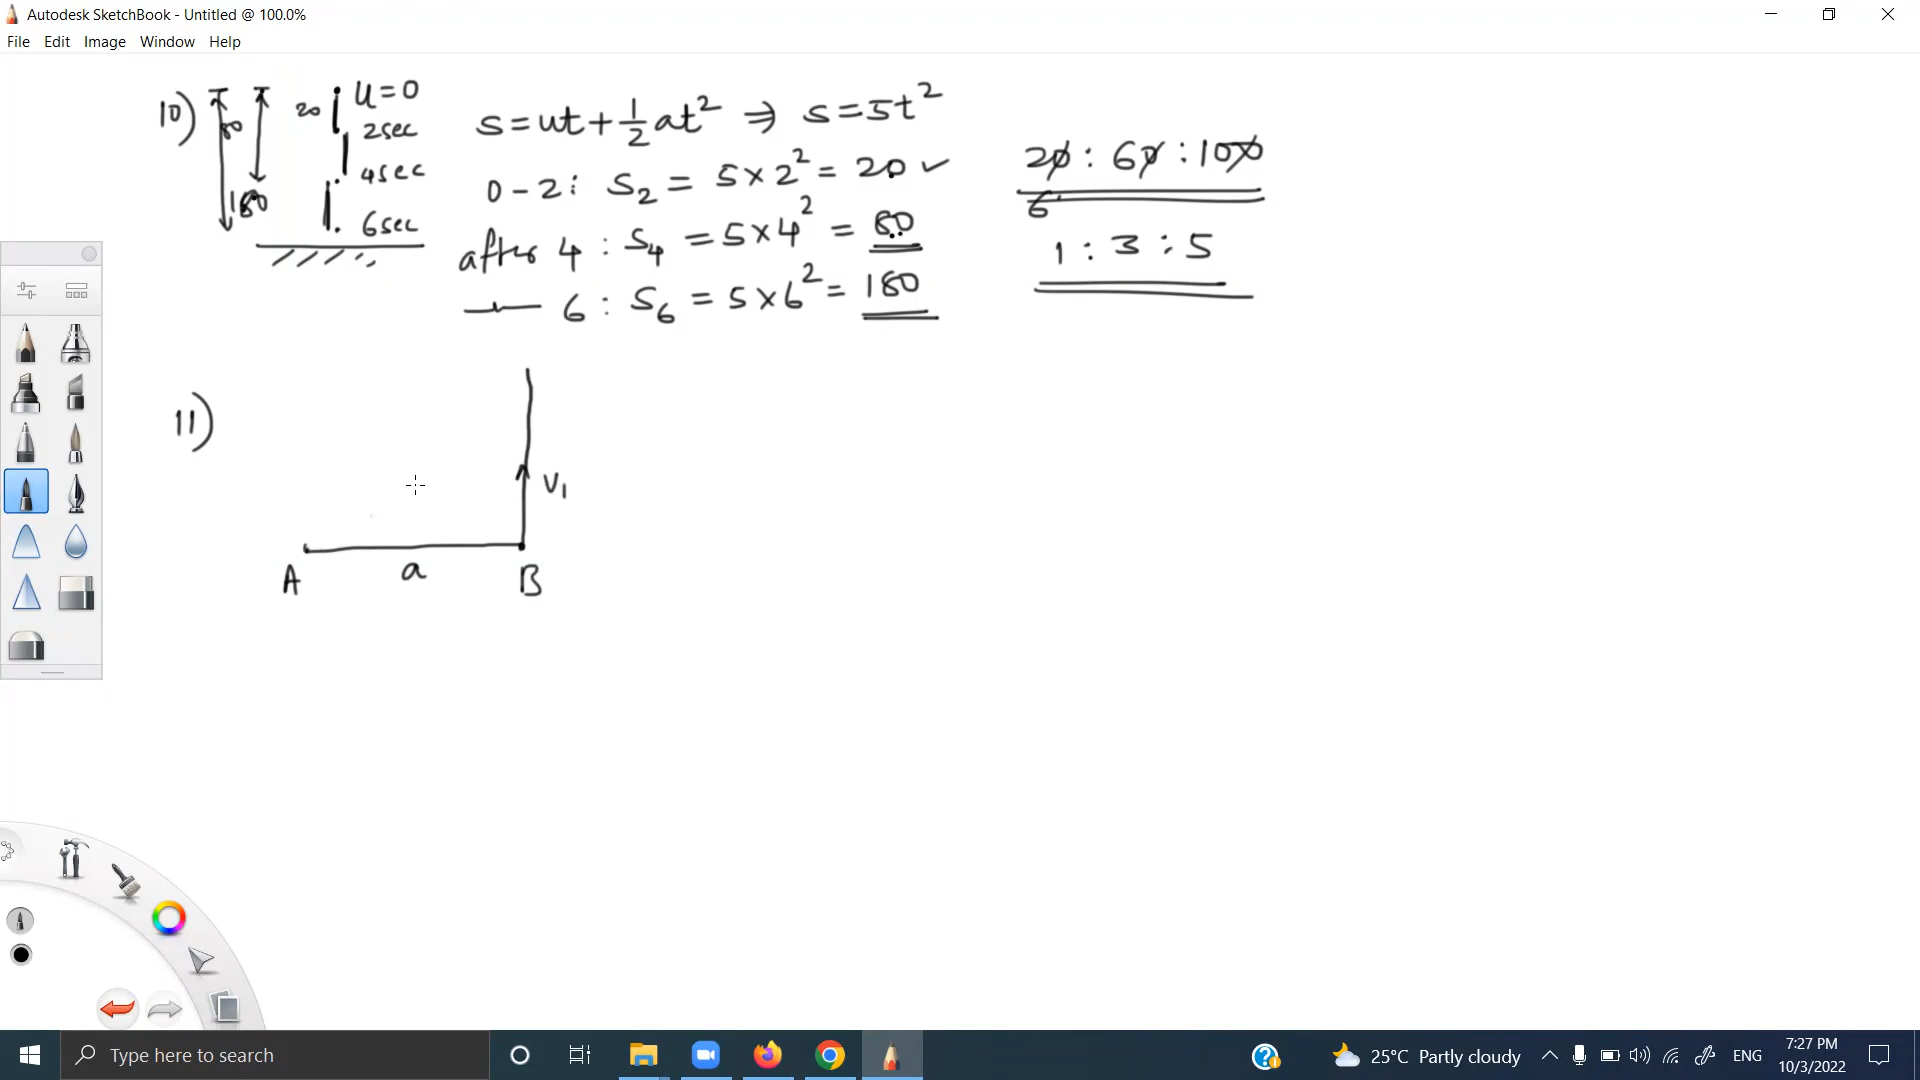 Autodesk SketchBook - Untitled @ 100.0%
File Edit Image Window Help
10) 80 180 20 u=0
2sec
4sec
6sec
s=ut+½at² ⇒ s=5t²
0-2: S₂ = 5×2² = 20 ✓
after 4 : S₄ = 5×4² = 80
6 : S₆ = 5×6² = 180
20 : 60 : 100
6
1 : 3 : 5
11)
V₁
A a B
Type here to search
25°C Partly cloudy
ENG
7:27 PM
10/3/2022